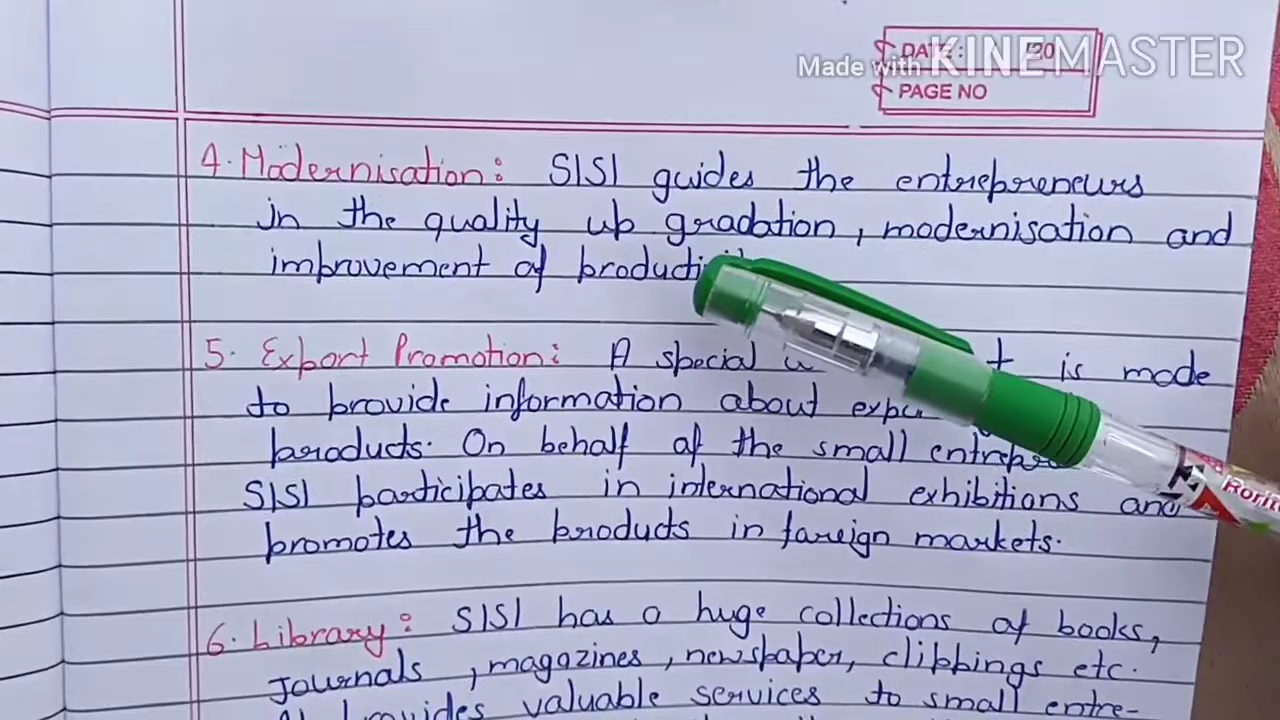 Made with KINEMASTER
DATE: /20
PAGE NO
4. Modernisation: SISI guides the entrepreneurs
in the quality up gradation, modernisation and
improvement of
5. Export Promotion: A special is made
to provide information about
products. On behalf of the small
SISI participates in international exhibitions and
promotes the products in foreign markets.
6. Library: SISI has a huge collections of books,
Journals, magazines, newspaper, clippings etc.
valuable services to small entre-
Rorito